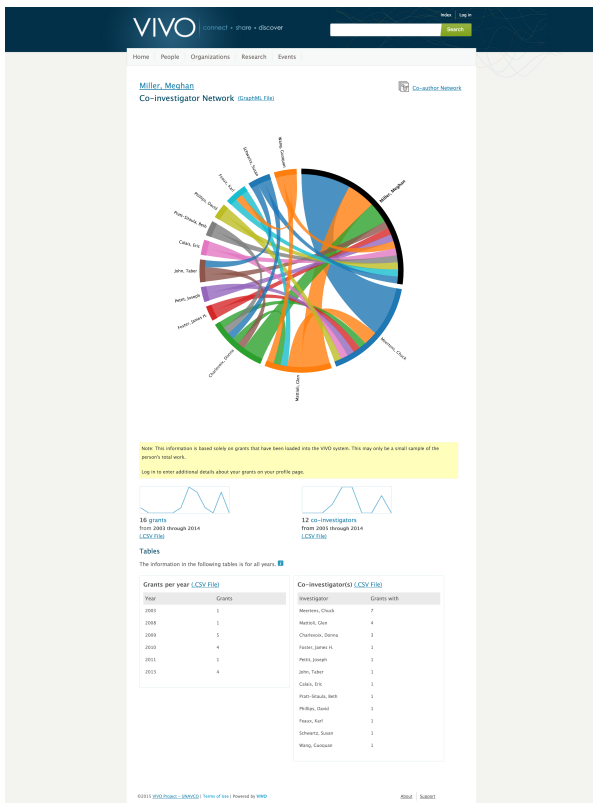 Index Log in
VIVO connect • share • discover
Search
Home People Organizations Research Events
Miller, Meghan
Co-author Network
Co-investigator Network (GraphML File)
Wang, Guoquan
Schwartz, Susan
Feaux, Karl
Phillips, David
Pratt-Sitaula, Beth
Calais, Eric
John, Taber
Pettit, Joseph
Foster, James H.
Charlevoix, Donna
Mattioli, Glen
Meertens, Chuck
Miller, Meghan
Note: This information is based solely on grants that have been loaded into the VIVO system. This may only be a small sample of the
person's total work.
Log in to enter additional details about your grants on your profile page.
16 grants
from 2003 through 2014
(.CSV File)
12 co-investigators
from 2005 through 2014
(.CSV File)
Tables
The information in the following tables is for all years.
Grants per year (.CSV File)
Year Grants
2003 1
2008 1
2009 5
2010 4
2011 1
2013 4
Co-investigator(s) (.CSV File)
Investigator Grants with
Meertens, Chuck 7
Mattioli, Glen 4
Charlevoix, Donna 3
Foster, James H. 1
Pettit, Joseph 1
John, Taber 1
Calais, Eric 1
Pratt-Sitaula, Beth 1
Phillips, David 1
Feaux, Karl 1
Schwartz, Susan 1
Wang, Guoquan 1
©2015 VIVO Project - UNAVCO | Terms of Use | Powered by VIVO
About Support